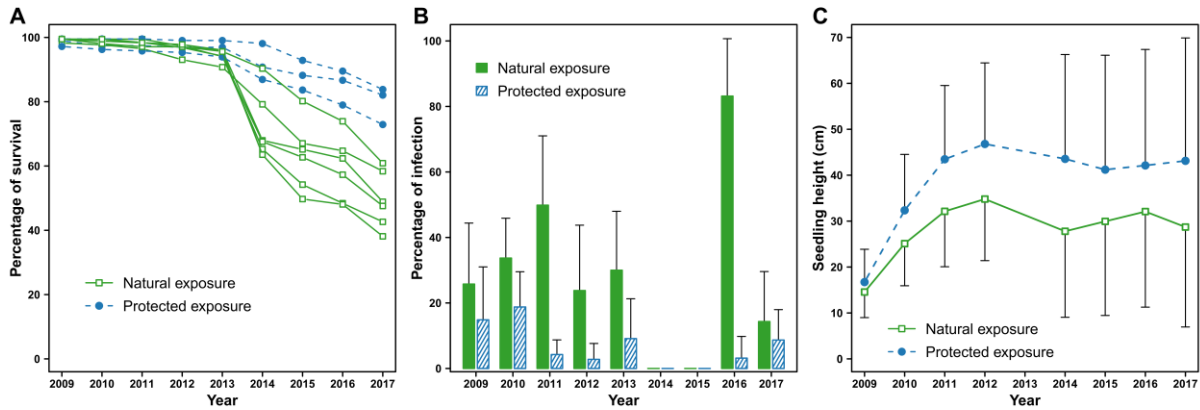 A
Percentage of survival
100
80
60
40
20
0
Natural exposure
Protected exposure
2009 2010 2011 2012 2013 2014 2015 2016 2017
Year
B
Percentage of infection
100
80
60
40
20
0
Natural exposure
Protected exposure
2009 2010 2011 2012 2013 2014 2015 2016 2017
Year
C
Seedling height (cm)
70
60
50
40
30
20
10
0
Natural exposure
Protected exposure
2009 2010 2011 2012 2013 2014 2015 2016 2017
Year